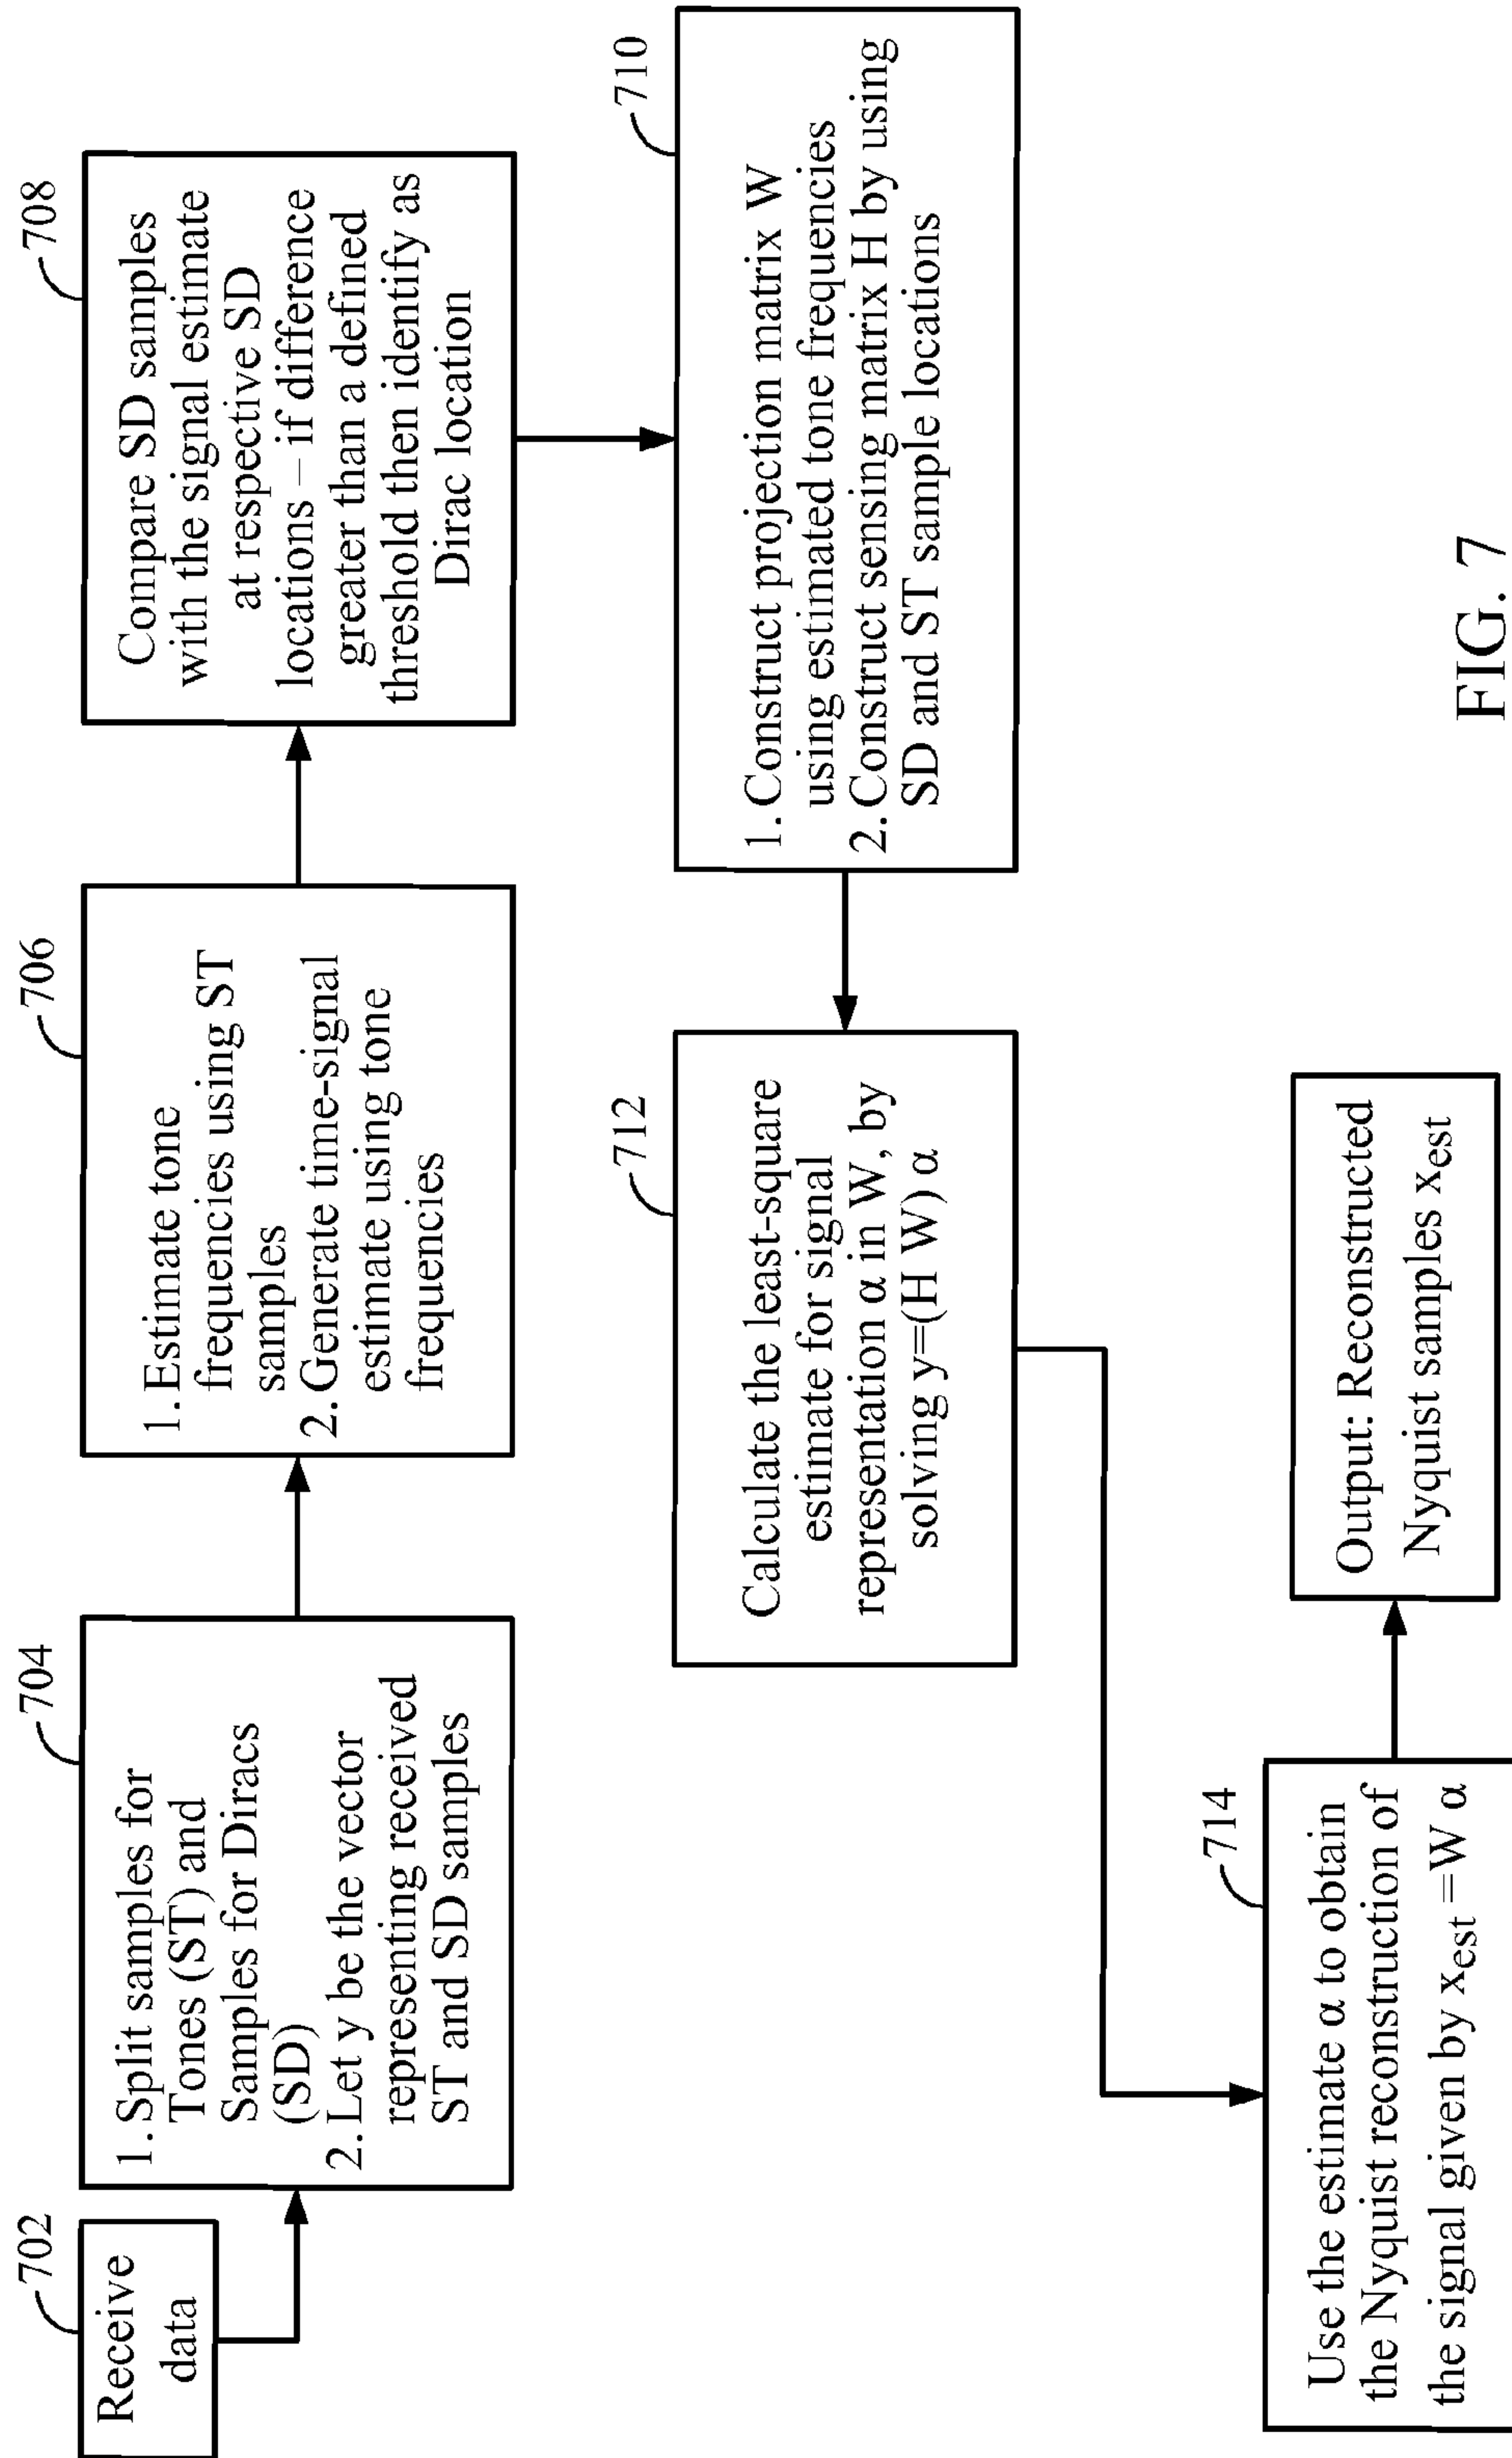 702
Receive
data
704
1. Split samples for
Tones (ST) and
Samples for Diracs
(SD)
2. Let y be the vector
representing received
ST and SD samples
706
1. Estimate tone
frequencies using ST
samples
2. Generate time-signal
estimate using tone
frequencies
708
Compare SD samples
with the signal estimate
at respective SD
locations – if difference
greater than a defined
threshold then identify as
Dirac location
710
1. Construct projection matrix W
using estimated tone frequencies
2. Construct sensing matrix H by using
SD and ST sample locations
712
Calculate the least-square
estimate for signal
representation α in W, by
solving y=(H W) α
714
Use the estimate α to obtain
the Nyquist reconstruction of
the signal given by xest =W α
Output: Reconstructed
Nyquist samples xest
FIG. 7